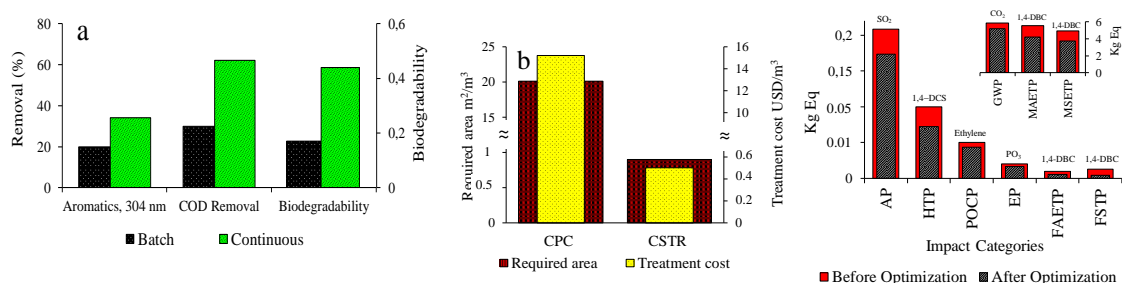 a
Removal (%)
80
60
40
20
0
0,6
0,4
0,2
0
Biodegradability
Aromatics, 304 nm
COD Removal
Biodegradability
Batch
Continuous
b
Required area m²/m³
25
20
15
≈
1
0.5
0
16
14
12
10
≈
0.6
0.4
0.2
0
Treatment cost USD/m³
CPC
CSTR
Required area
Treatment cost
Kg Eq
0,2
0,15
0,05
0,01
0
SO₂
1,4-DCS
Ethylene
PO₃
1,4-DBC
1,4-DBC
AP
HTP
POCP
EP
FAETP
FSTP
Impact Categories
CO₂
1,4-DBC
1,4-DBC
8
6
4
2
0
Kg Eq
GWP
MAETP
MSETP
Before Optimization
After Optimization